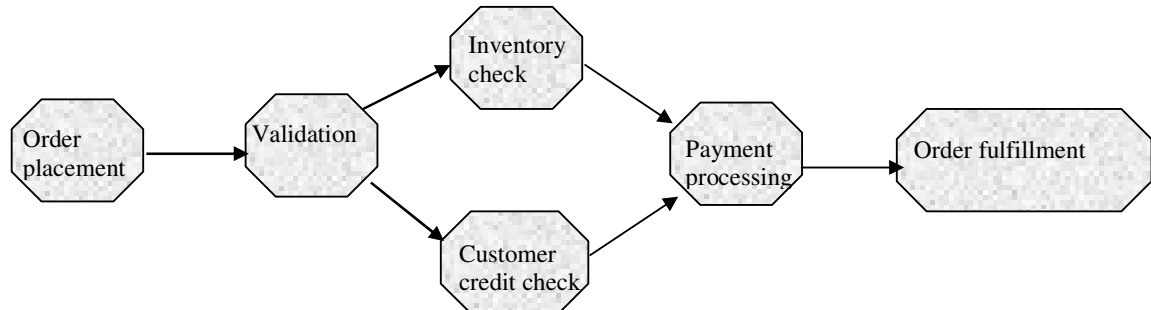 Order
placement
Validation
Inventory
check
Customer
credit check
Payment
processing
Order fulfillment